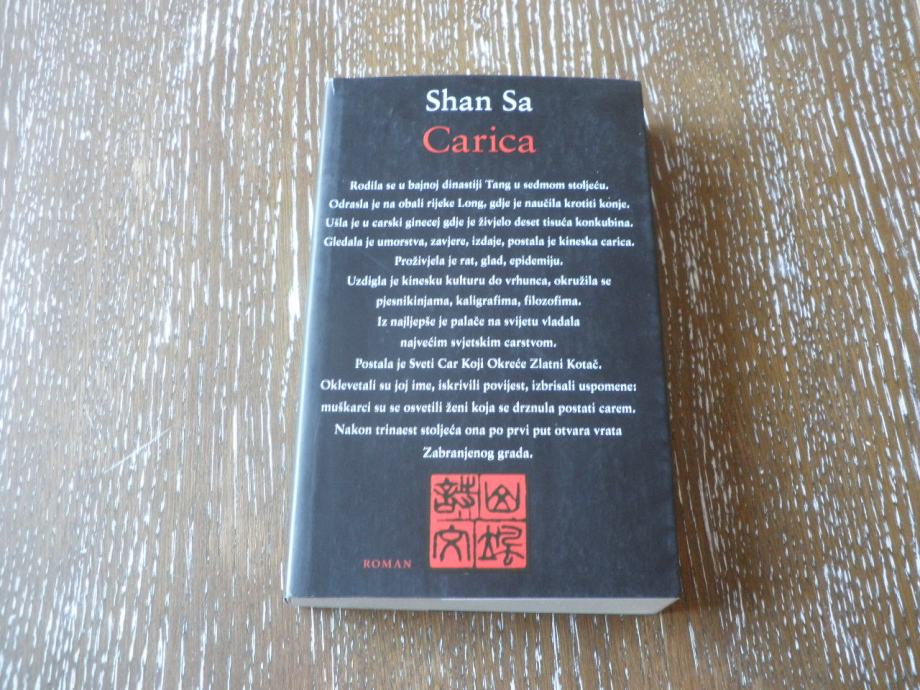 Shan Sa
Carica
Rodila se u bajnoj dinastiji Tang u sedmom stoljeću.
Odrasla je na obali rijeke Long, gdje je naučila krotiti konje.
Ušla je u carski ginecej gdje je živjelo deset tisuća konkubina.
Gledala je umorstva, zavjere, izdaje, postala je kineska carica.
Proživjela je rat, glad, epidemiju.
Uzdigla je kinesku kulturu do vrhunca, okružila se
pjesnikinjama, kaligrafima, filozofima.
Iz najljepše je palače na svijetu vladala
najvećim svjetskim carstvom.
Postala je Sveti Car Koji Okreće Zlatni Kotač.
Oklevetali su joj ime, iskrivili povijest, izbrisali uspomene:
muškarci su se osvetili ženi koja se drznula postati carem.
Nakon trinaest stoljeća ona po prvi put otvara vrata
Zabranjenog grada.
ROMAN